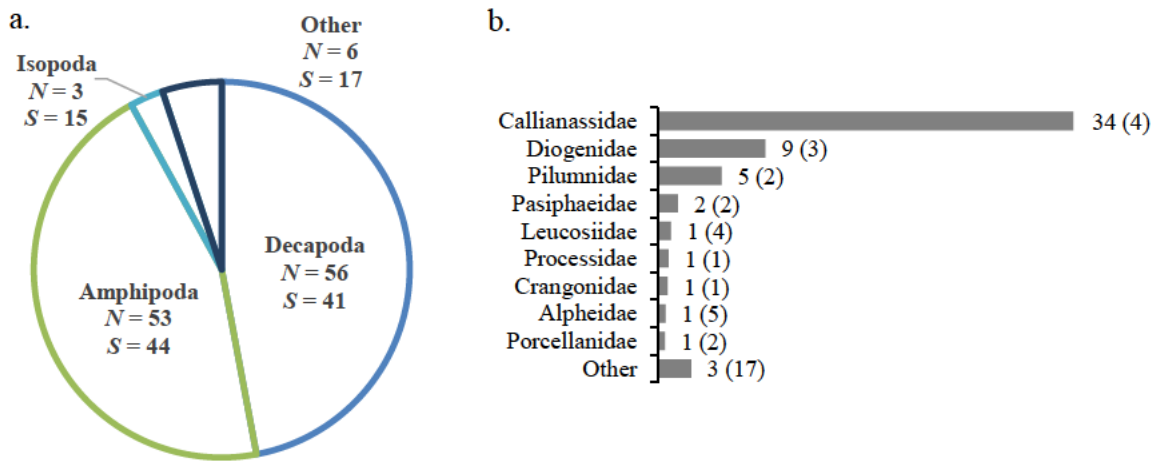 a.
Other
N = 6
S = 17
Isopoda
N = 3
S = 15
Decapoda
N = 56
S = 41
Amphipoda
N = 53
S = 44
b.
Callianassidae 34 (4)
Diogenidae 9 (3)
Pilumnidae 5 (2)
Pasiphaeidae 2 (2)
Leucosiidae 1 (4)
Processidae 1 (1)
Crangonidae 1 (1)
Alpheidae 1 (5)
Porcellanidae 1 (2)
Other 3 (17)